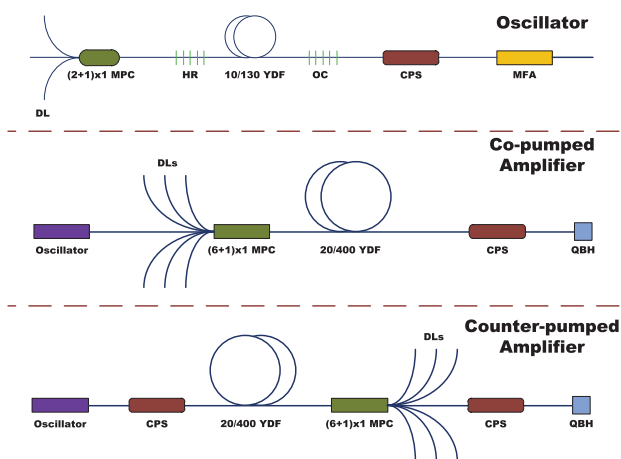 Oscillator
(2+1)x1 MPC
HR
10/130 YDF
OC
CPS
MFA
DL
Co-pumped
Amplifier
DLs
Oscillator
(6+1)x1 MPC
20/400 YDF
CPS
QBH
Counter-pumped
Amplifier
DLs
Oscillator
CPS
20/400 YDF
(6+1)x1 MPC
CPS
QBH